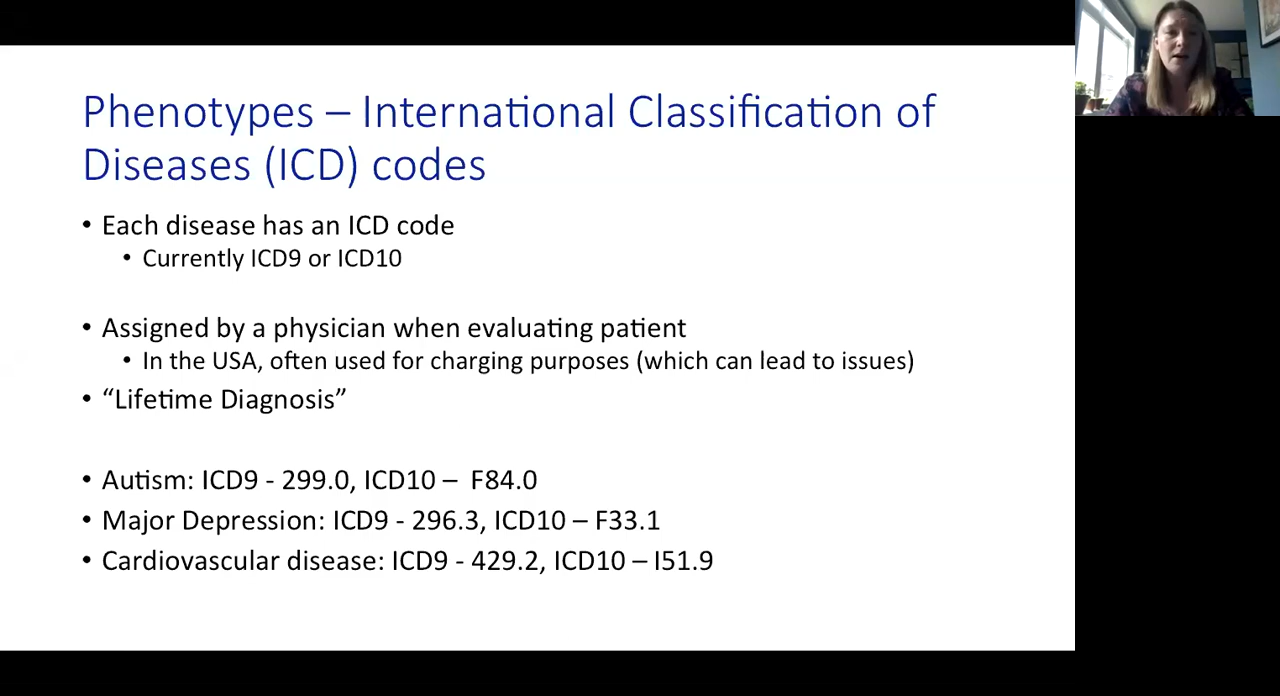 Phenotypes – International Classification of
Diseases (ICD) codes
• Each disease has an ICD code
• Currently ICD9 or ICD10
• Assigned by a physician when evaluating patient
• In the USA, often used for charging purposes (which can lead to issues)
• “Lifetime Diagnosis”
• Autism: ICD9 - 299.0, ICD10 – F84.0
• Major Depression: ICD9 - 296.3, ICD10 – F33.1
• Cardiovascular disease: ICD9 - 429.2, ICD10 – I51.9